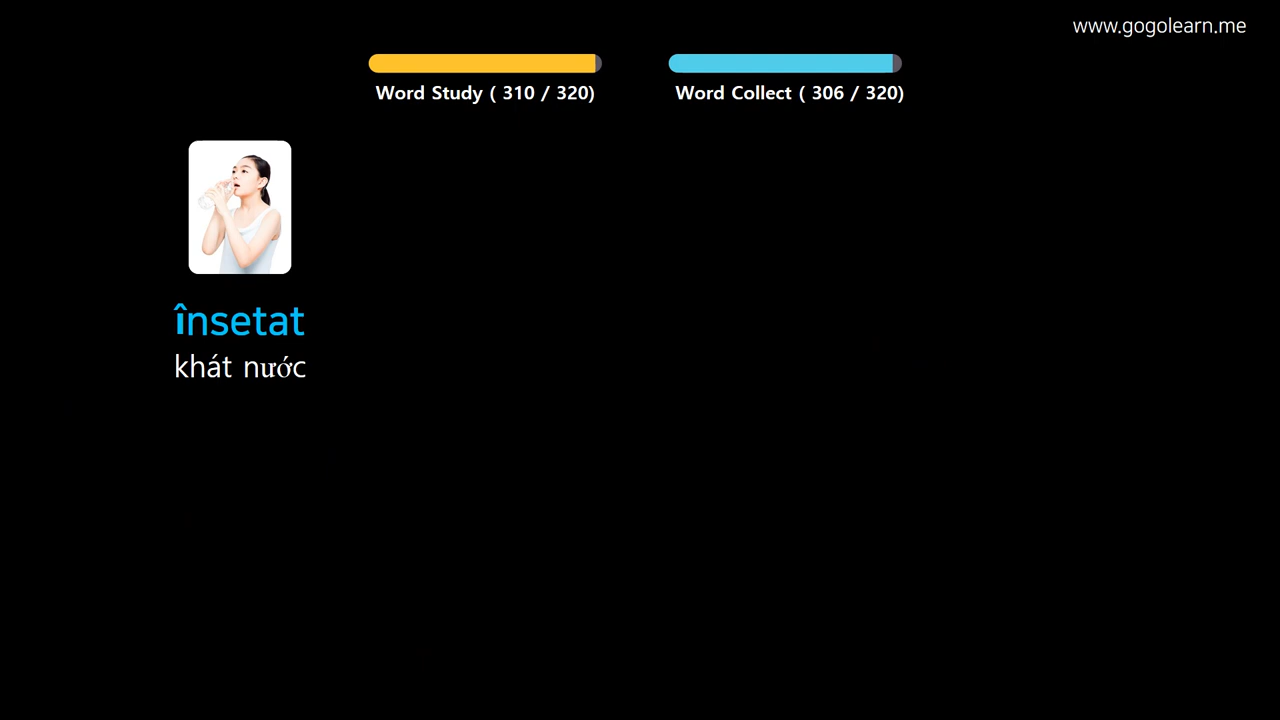 www.gogolearn.me
Word Study ( 310 / 320)
Word Collect ( 306 / 320)
însetat
khát nước